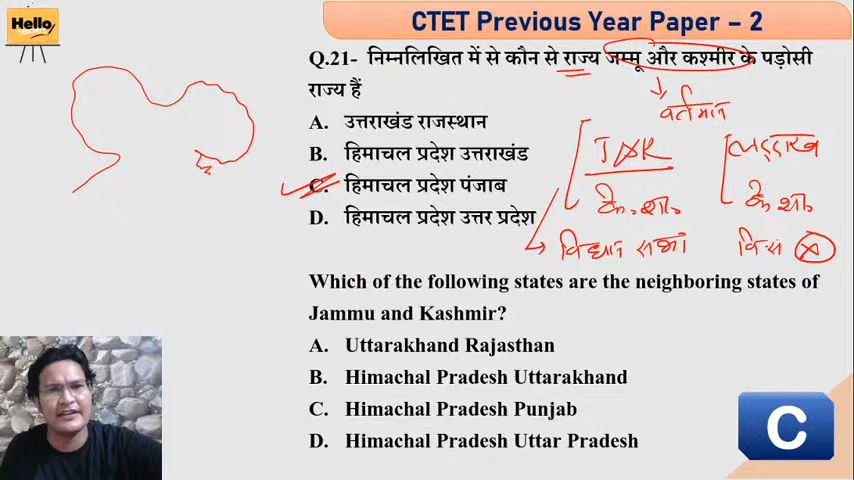 Hello
CTET Previous Year Paper – 2
Q.21- निम्नलिखित में से कौन से राज्य जम्मू और कश्मीर के पड़ोसी
राज्य हैं
वर्तमान
A. उत्तराखंड राजस्थान
B. हिमाचल प्रदेश उत्तराखंड
C. हिमाचल प्रदेश पंजाब
D. हिमाचल प्रदेश उत्तर प्रदेश
J&K लद्दाख
के.शा. के शा.
विधान सभा वि.स
Which of the following states are the neighboring states of
Jammu and Kashmir?
A. Uttarakhand Rajasthan
B. Himachal Pradesh Uttarakhand
C. Himachal Pradesh Punjab
D. Himachal Pradesh Uttar Pradesh
C